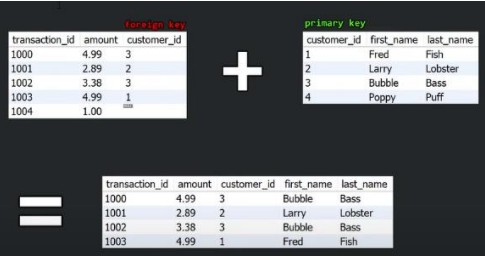 foreign key
transaction_id amount customer_id
1000 4.99 3
1001 2.89 2
1002 3.38 3
1003 4.99 1
1004 1.00
+
primary key
customer_id first_name last_name
1 Fred Fish
2 Larry Lobster
3 Bubble Bass
4 Poppy Puff
=
transaction_id amount customer_id first_name last_name
1000 4.99 3 Bubble Bass
1001 2.89 2 Larry Lobster
1002 3.38 3 Bubble Bass
1003 4.99 1 Fred Fish